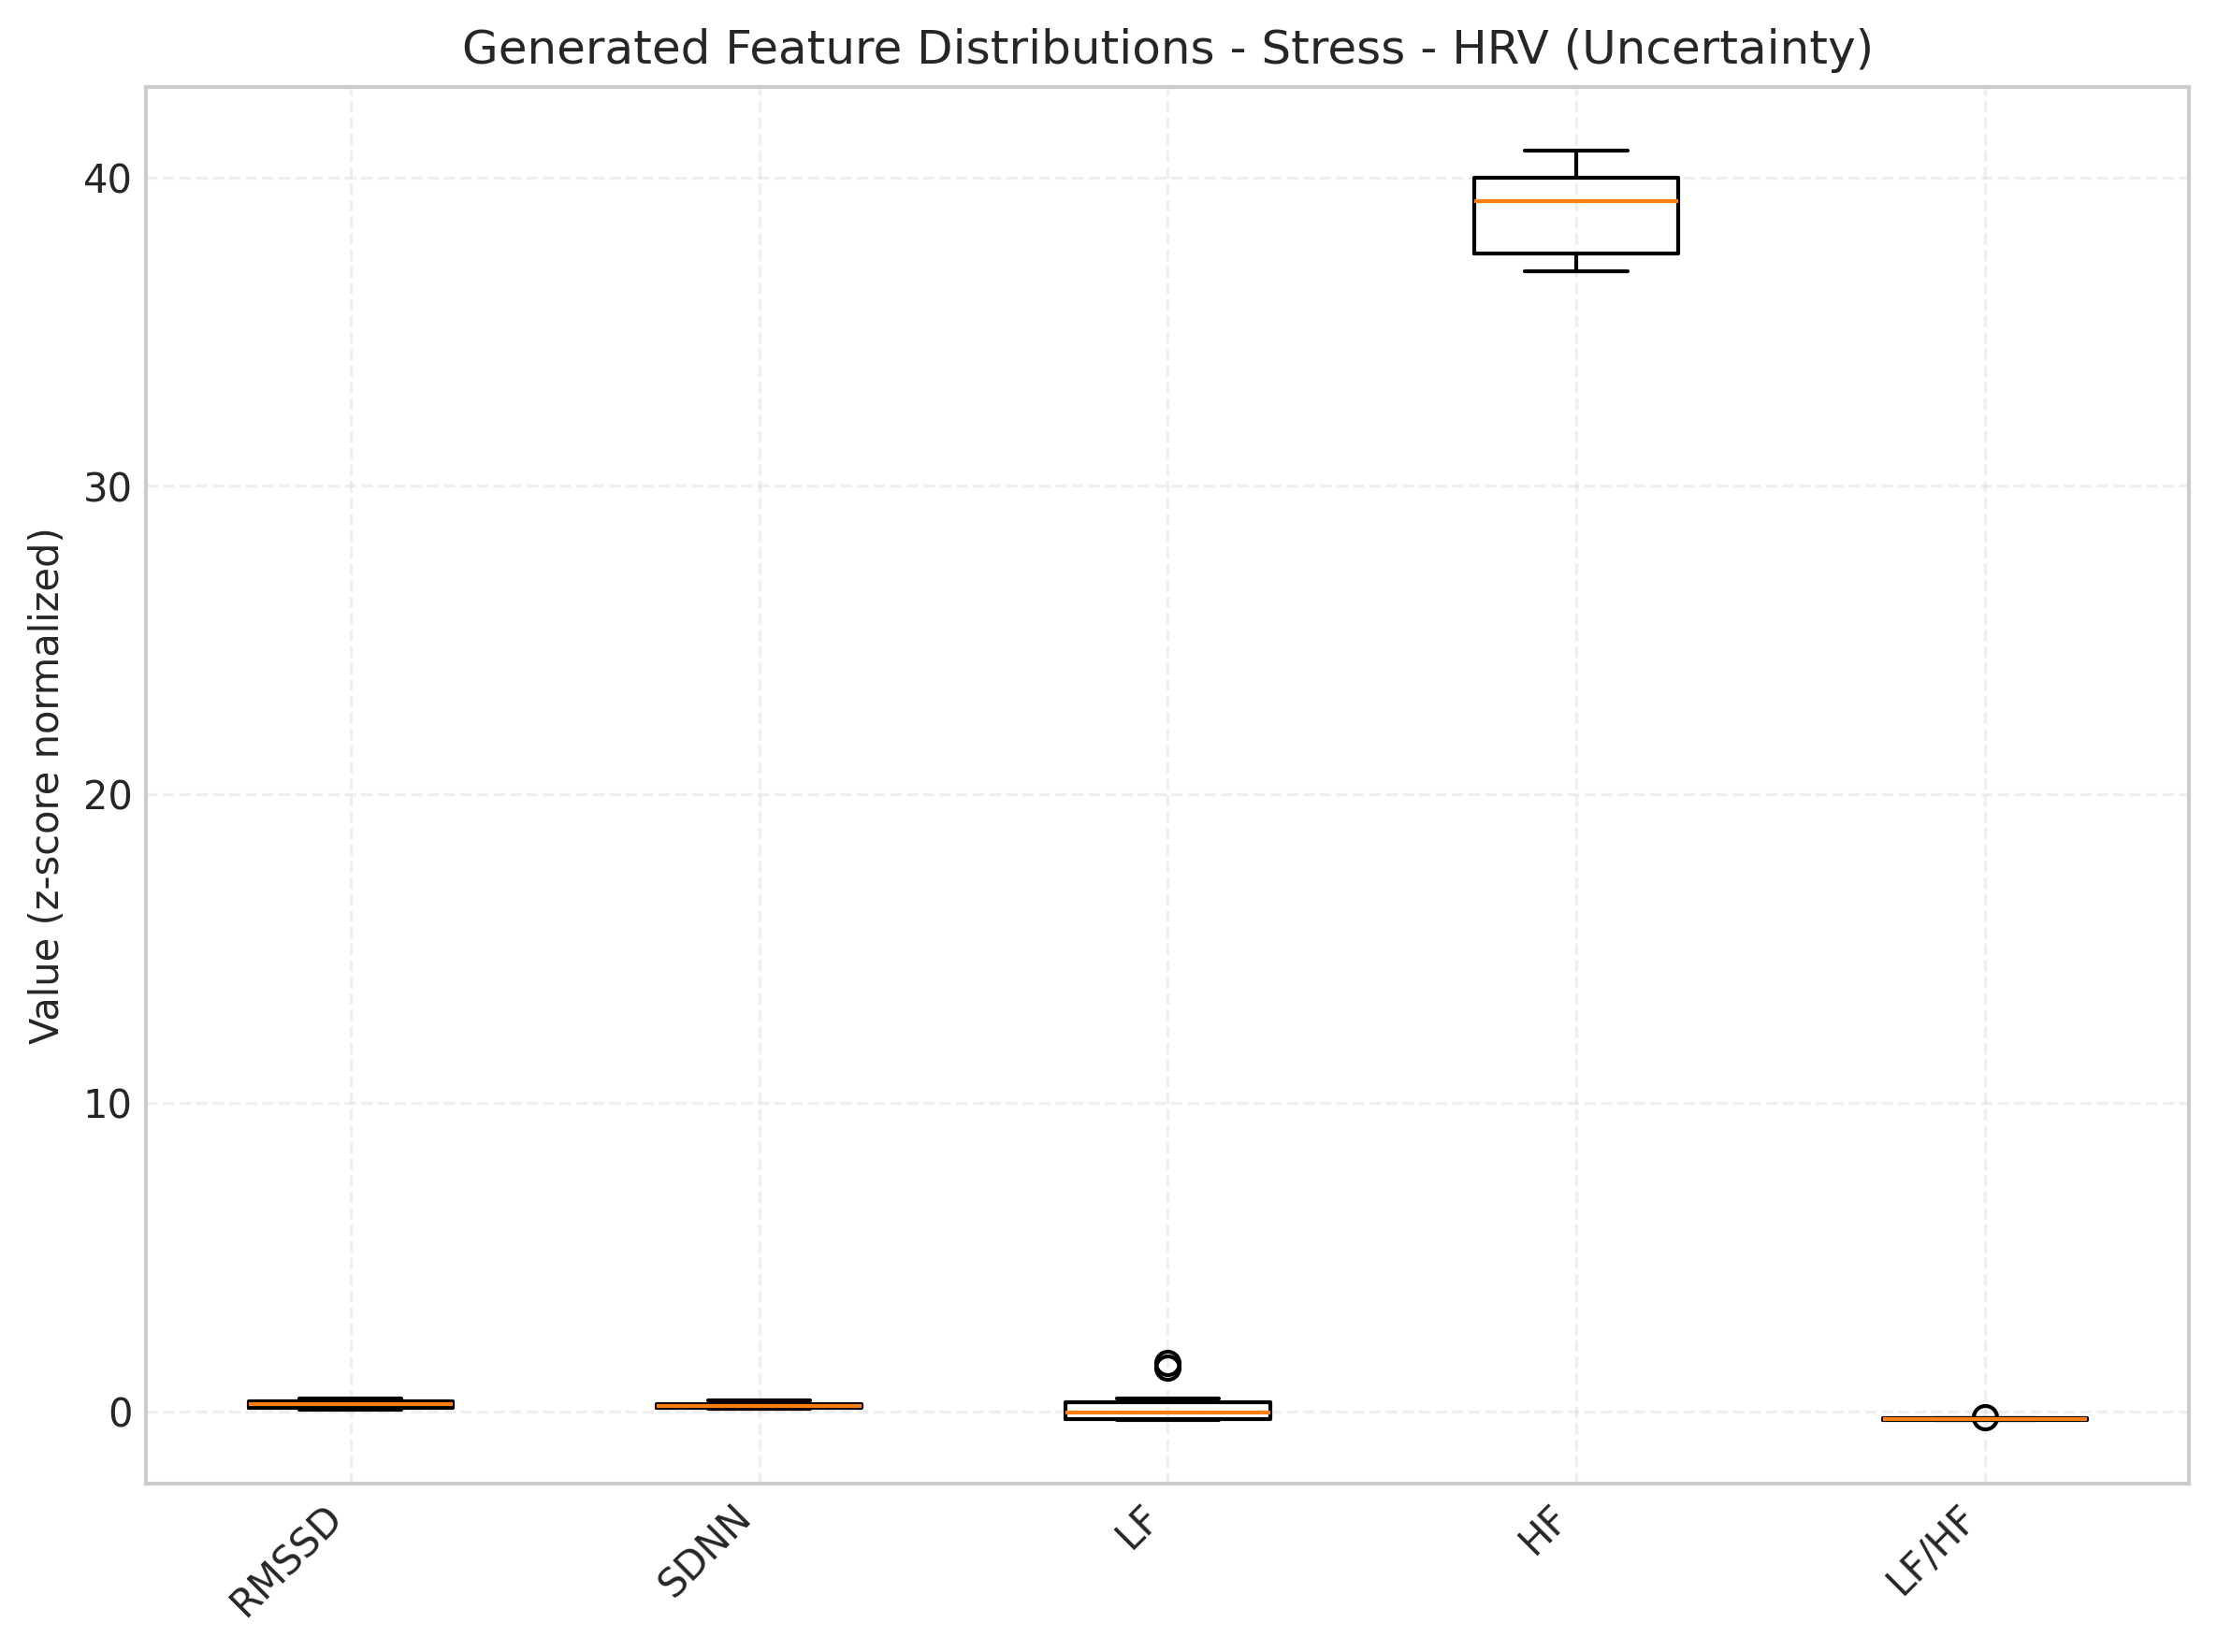 Generated Feature Distributions - Stress - HRV (Uncertainty)
Value (z-score normalized)
40
30
20
10
0
RMSSD
SDNN
LF
HF
LF/HF